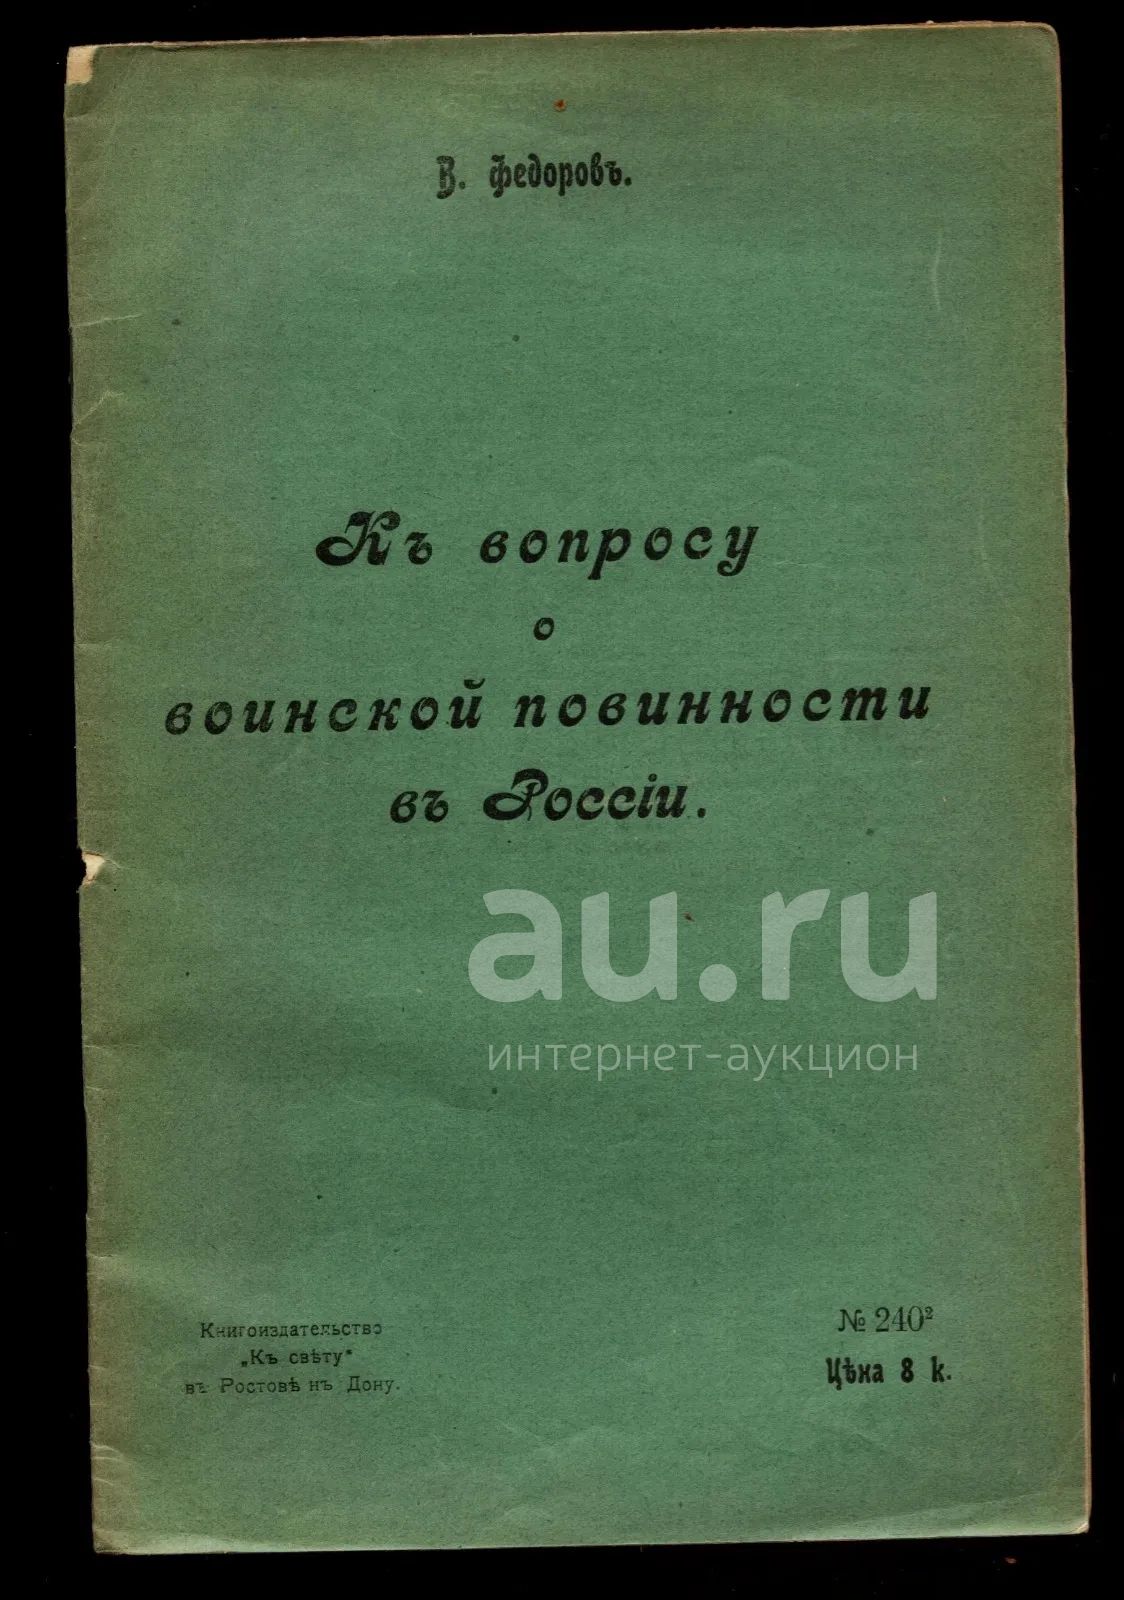 В. Федоровъ.
Къ вопросу
о
воинской повинности
въ Россіи.
au.ru
интернет-аукцион
Книгоиздательство
„Къ свѣту“
въ Ростовѣ нъ Дону.
№ 240²
Цѣна 8 к.